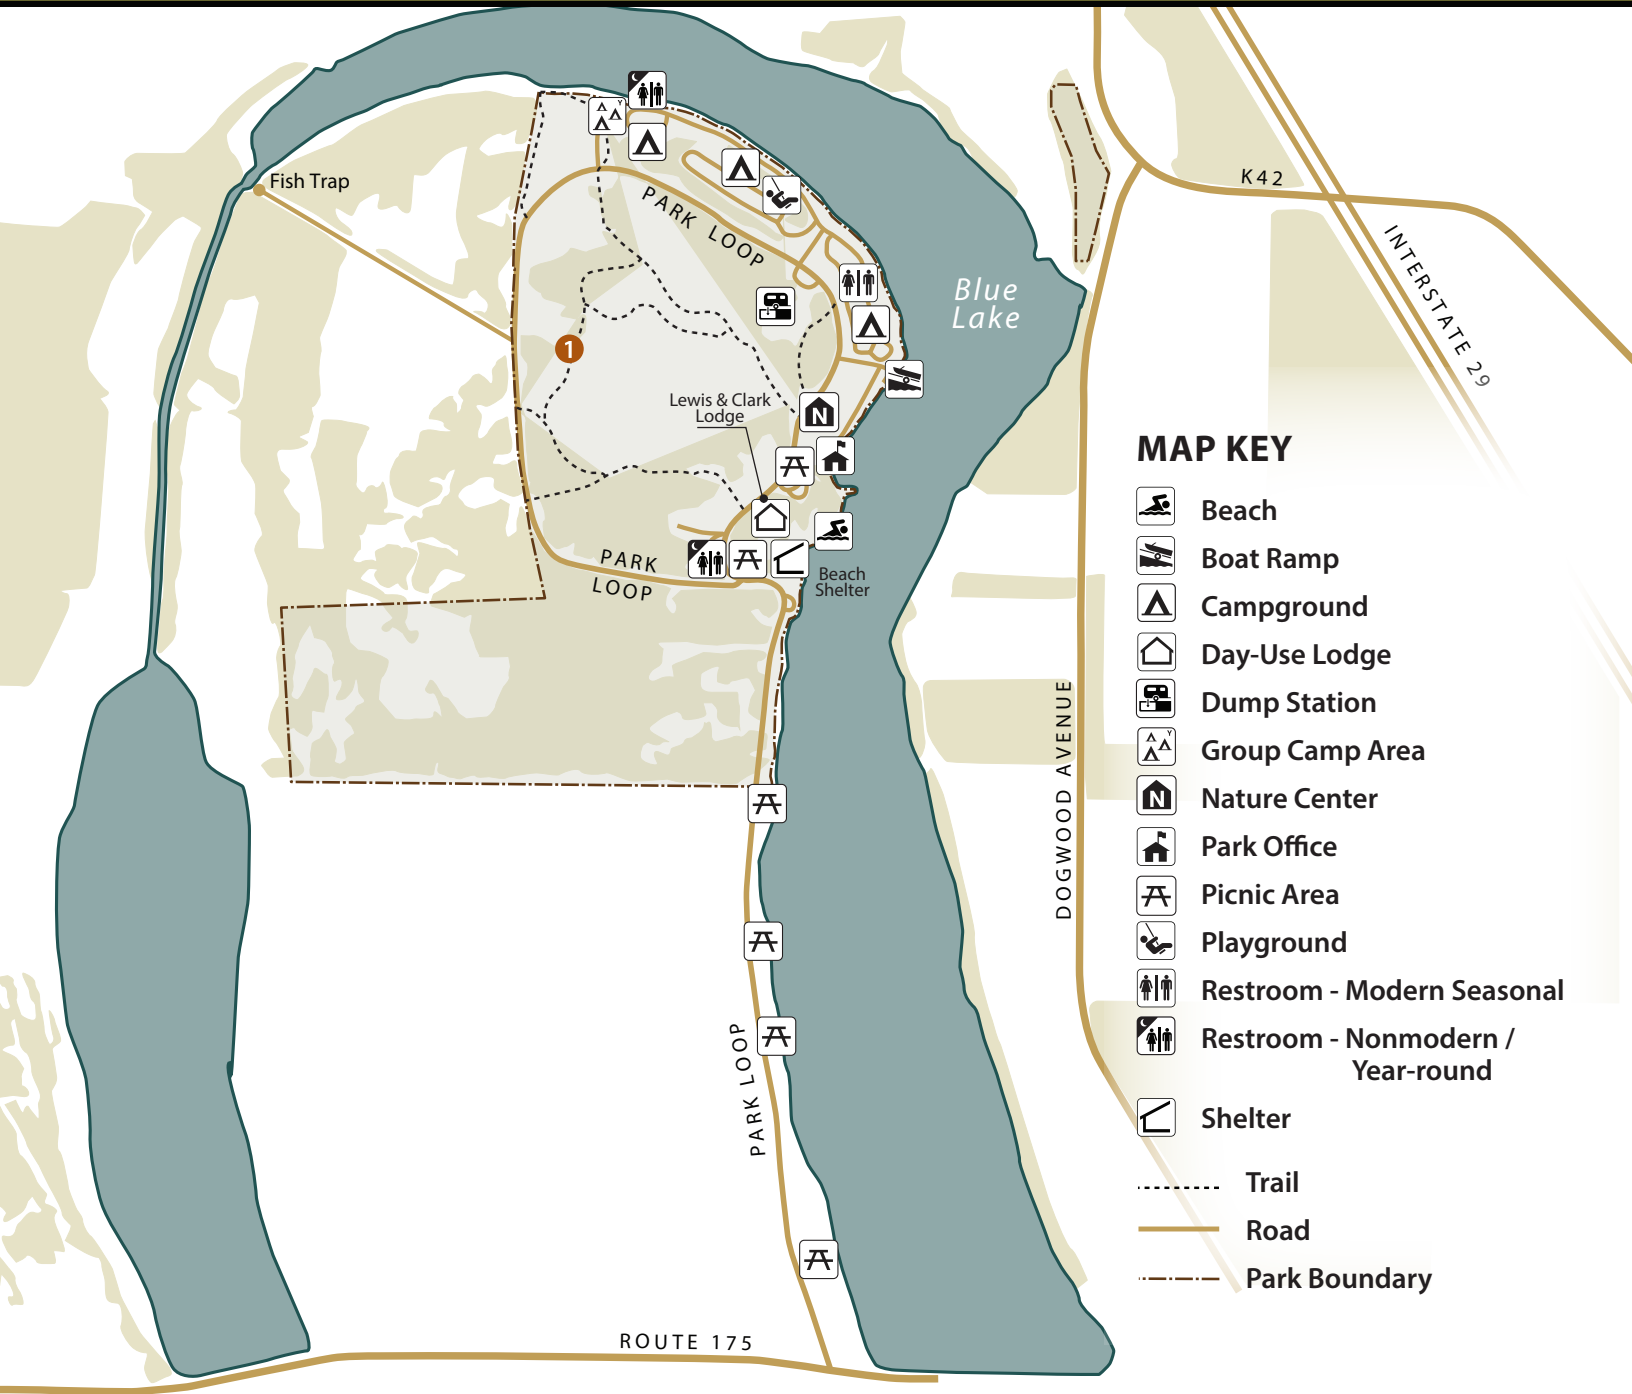 Fish Trap
PARK LOOP
K42
INTERSTATE 29
Blue
Lake
1
Lewis & Clark
Lodge
N
PARK
LOOP
Beach
Shelter
DOGWOOD AVENUE
PARK LOOP
ROUTE 175
MAP KEY
Beach
Boat Ramp
Campground
Day-Use Lodge
Dump Station
Y
Group Camp Area
N
Nature Center
Park Office
Picnic Area
Playground
Restroom - Modern Seasonal
Restroom - Nonmodern /
Year-round
Shelter
Trail
Road
Park Boundary